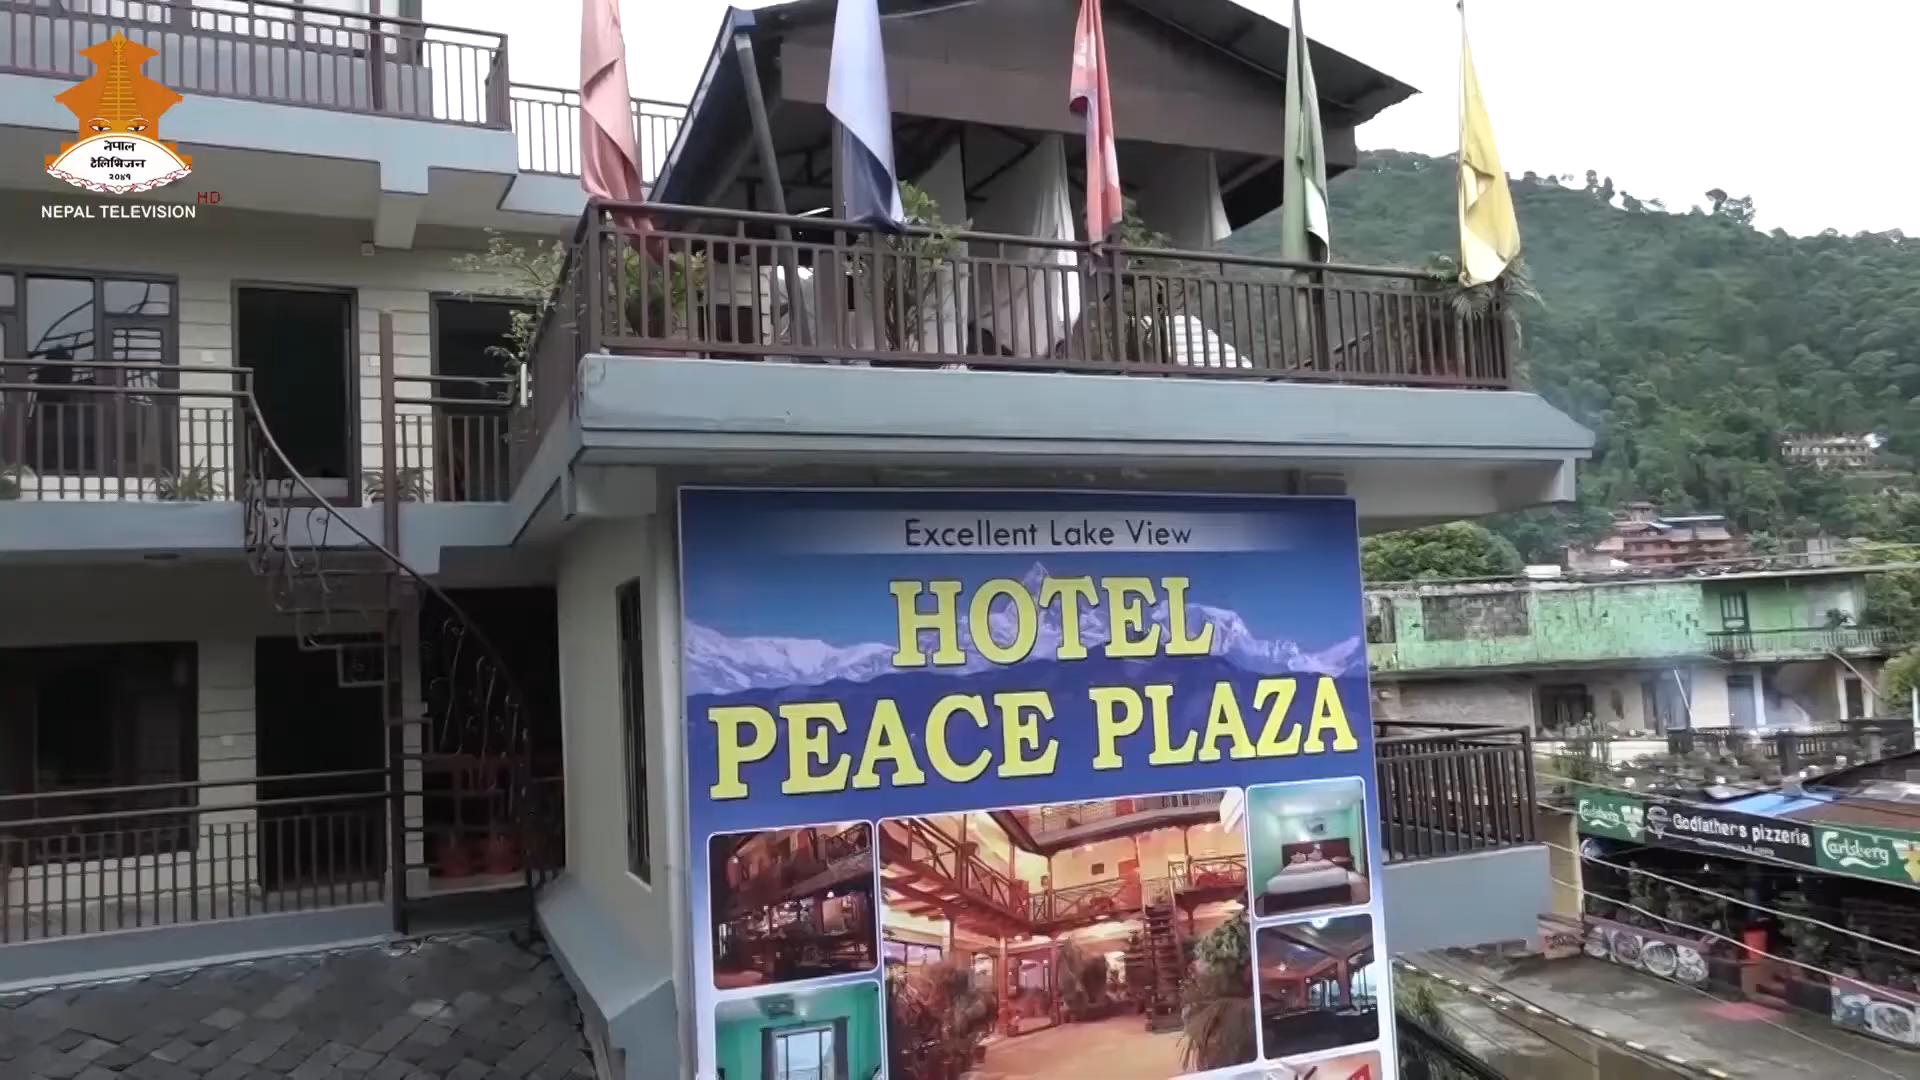 नेपाल
टेलिभिजन
२०४१
HD
NEPAL TELEVISION
Excellent Lake View
HOTEL
PEACE PLAZA
Carlsberg
Godfather's pizzeria
Carlsberg